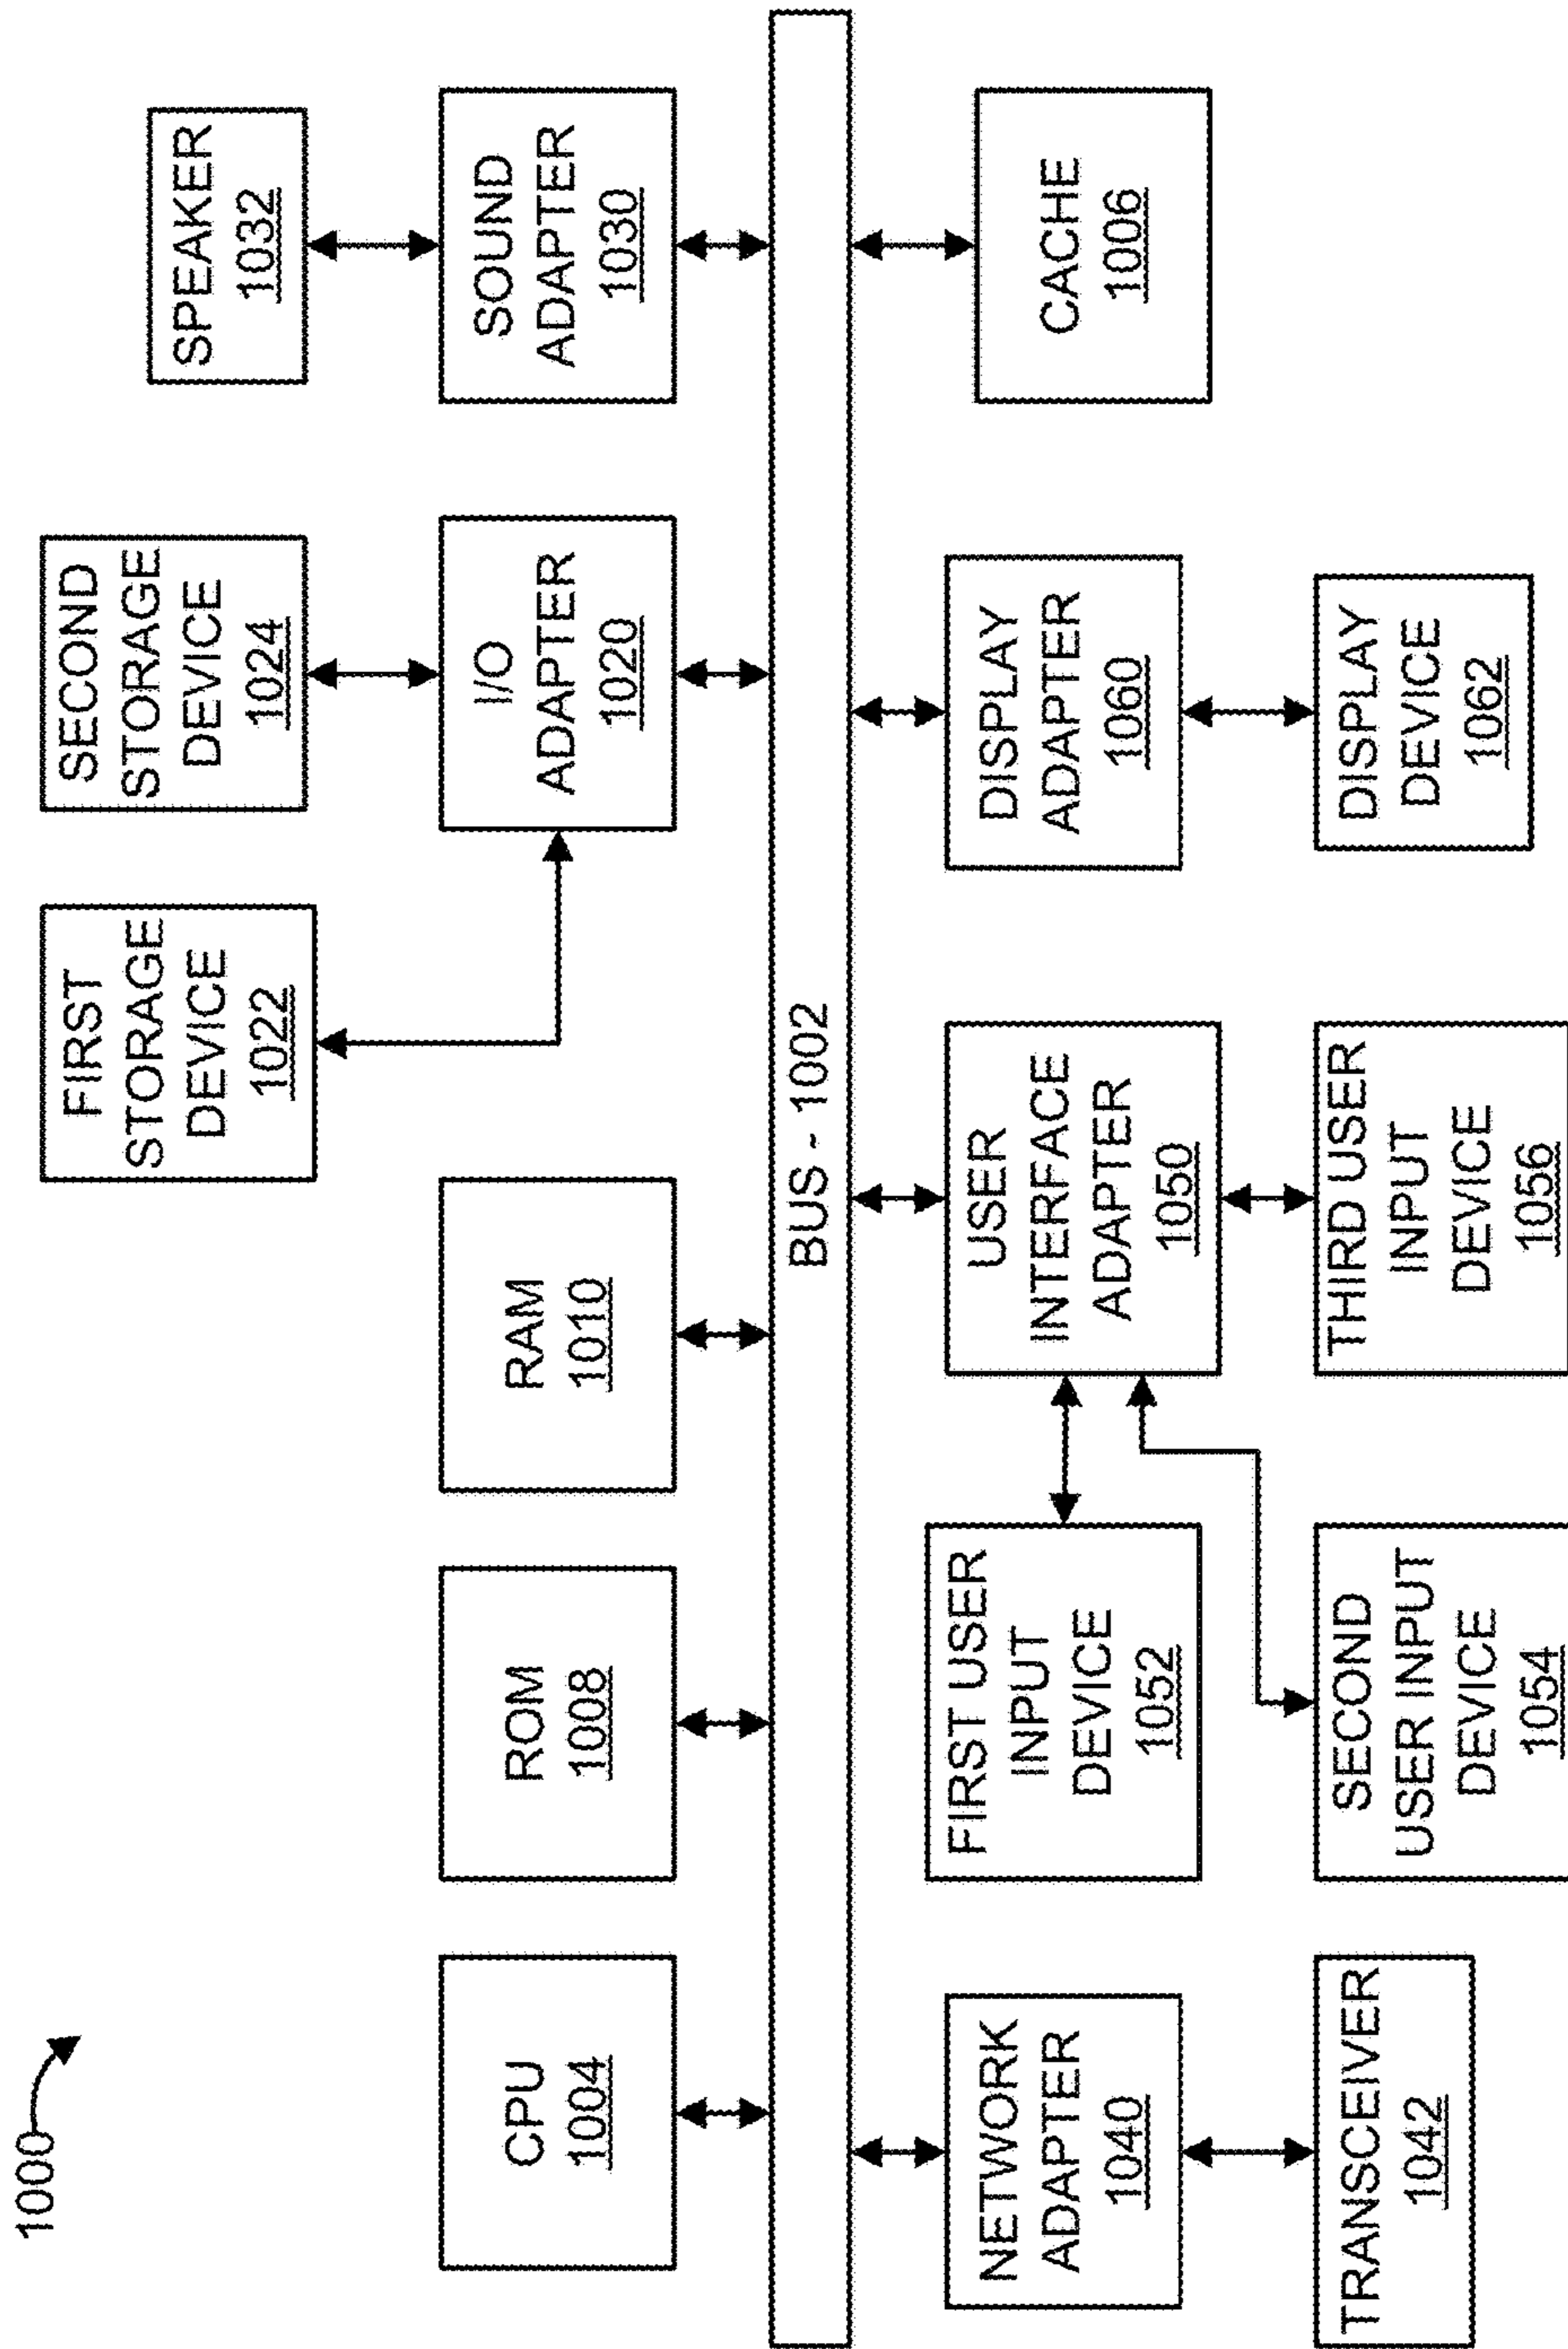 1000
CPU
1004
ROM
1008
RAM
1010
FIRST
STORAGE
DEVICE
1022
SECOND
STORAGE
DEVICE
1024
I/O
ADAPTER
1020
SPEAKER
1032
SOUND
ADAPTER
1030
BUS - 1002
NETWORK
ADAPTER
1040
TRANSCEIVER
1042
FIRST USER
INPUT
DEVICE
1052
SECOND
USER INPUT
DEVICE
1054
USER
INTERFACE
ADAPTER
1050
THIRD USER
INPUT
DEVICE
1056
DISPLAY
ADAPTER
1060
DISPLAY
DEVICE
1062
CACHE
1006